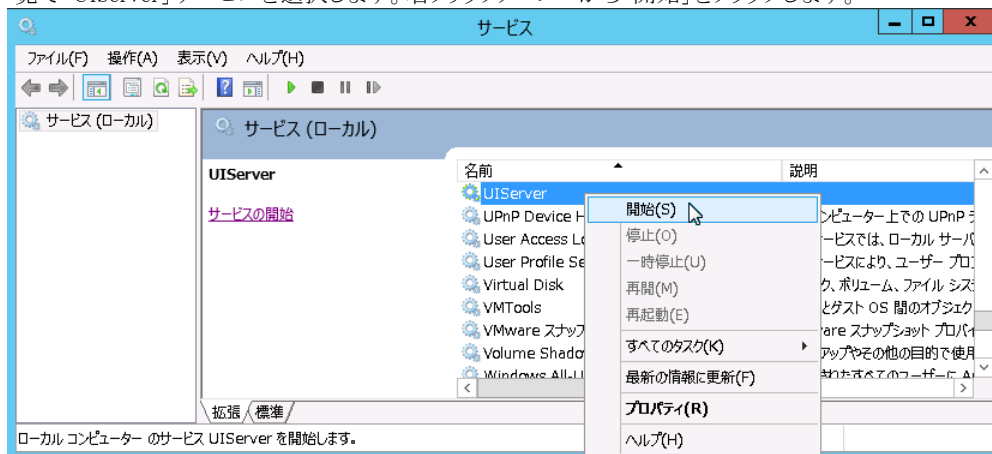 サービス
ファイル(F) 操作(A) 表示(V) ヘルプ(H)
サービス (ローカル)
サービス (ローカル)
UIServer
サービスの開始
名前
説明
UIServer
UPnP Device H
ンピューター上での UPnP
User Access Lo
ービスでは、ローカル サーバ
User Profile Se
ービスにより、ユーザー プロ
Virtual Disk
ク、ボリューム、ファイル シス
VMTools
とゲスト OS 間のオブジェク
VMware スナップ
are スナップショット プロバイ
Volume Shadow
アップやその他の目的で使用
Windows All-U
開始(S)
停止(O)
一時停止(U)
再開(M)
再起動(E)
すべてのタスク(K)
最新の情報に更新(F)
プロパティ(R)
ヘルプ(H)
拡張 標準
ローカル コンピューター のサービス UIServer を開始します。